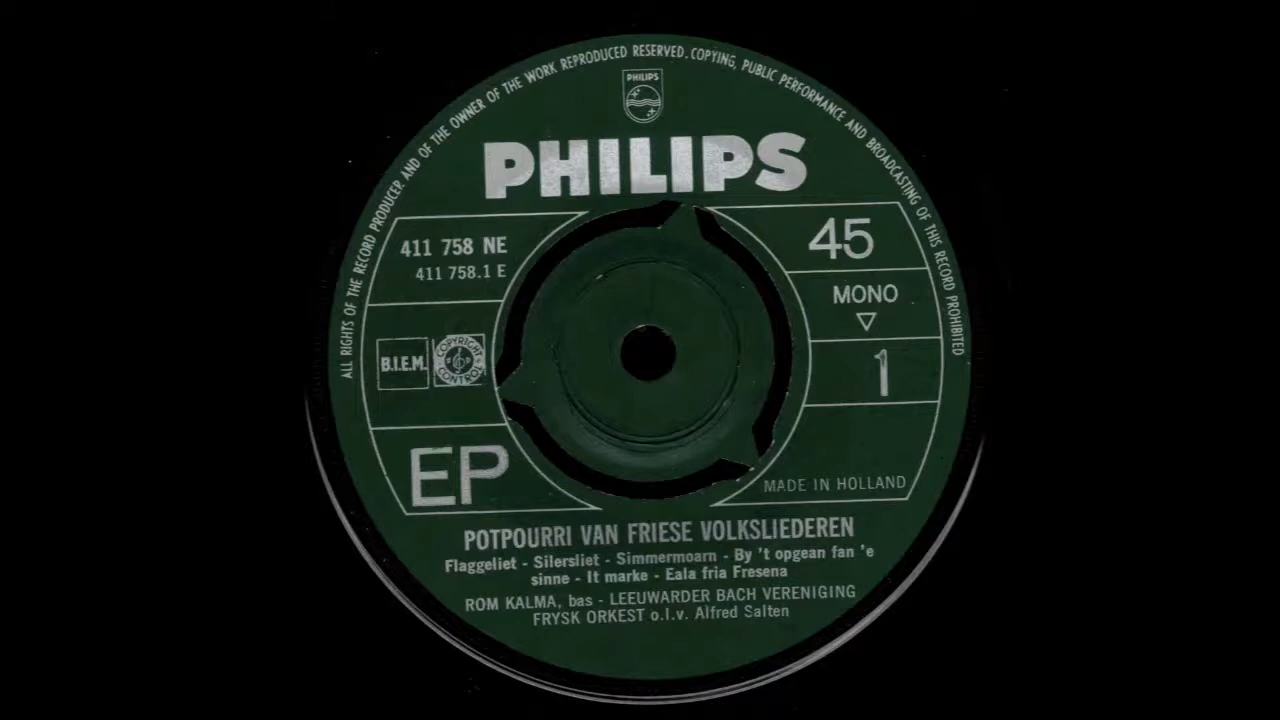 ALL RIGHTS OF THE RECORD PRODUCER AND OF THE OWNER OF THE WORK REPRODUCED RESERVED. COPYING, PUBLIC PERFORMANCE AND BROADCASTING OF THIS RECORD PROHIBITED
PHILIPS
PHILIPS
411 758 NE
411 758.1 E
45
MONO
B.I.E.M.
COPYRIGHT CONTROL
1
EP
MADE IN HOLLAND
POTPOURRI VAN FRIESE VOLKSLIEDEREN
Flaggeliet - Silersliet - Simmermoarn - By 't opgean fan 'e
sinne - It marke - Eala fria Fresena
ROM KALMA, bas - LEEUWARDER BACH VERENIGING
FRYSK ORKEST o.l.v. Alfred Salten